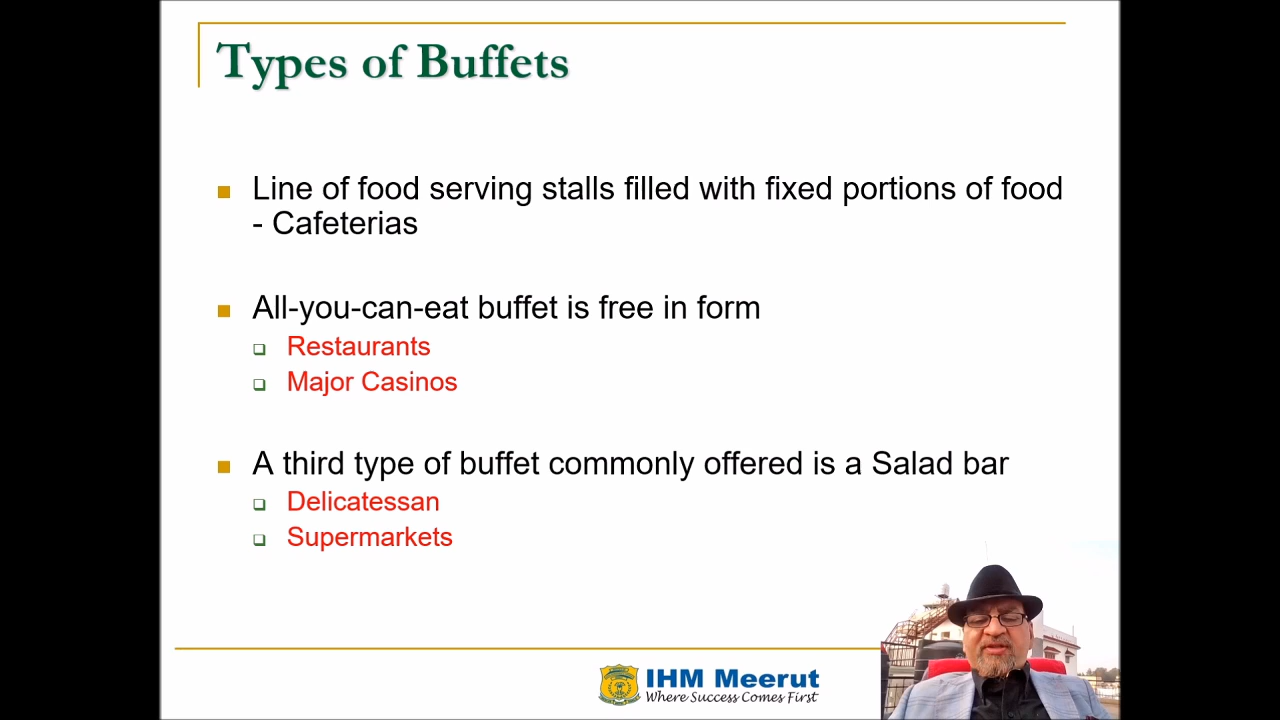 Types of Buffets
Line of food serving stalls filled with fixed portions of food
- Cafeterias
All-you-can-eat buffet is free in form
Restaurants
Major Casinos
A third type of buffet commonly offered is a Salad bar
Delicatessan
Supermarkets
IHM Meerut
Where Success Comes First